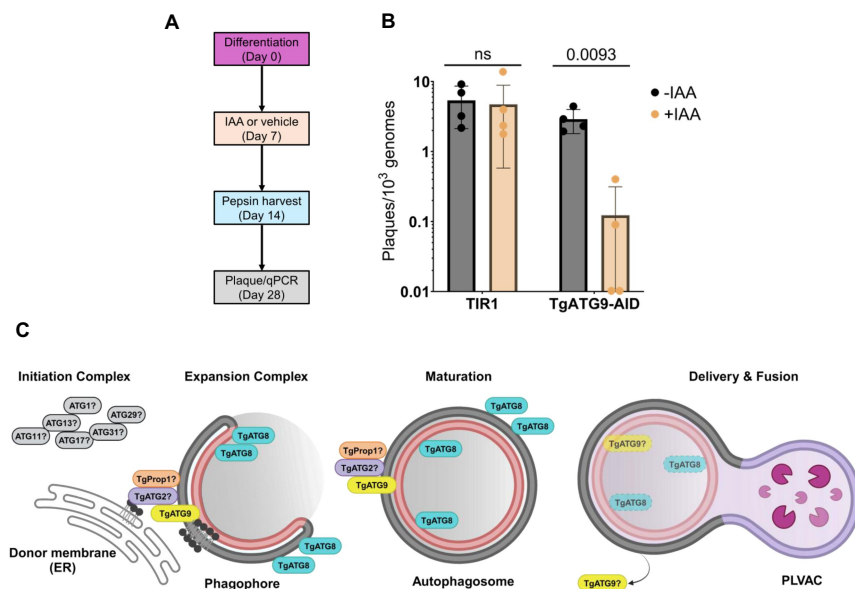 A
Differentiation
(Day 0)
IAA or vehicle
(Day 7)
Pepsin harvest
(Day 14)
Plaque/qPCR
(Day 28)
B
ns
0.0093
-IAA
+IAA
Plaques/10³ genomes
10
1
0.1
0.01
TIR1
TgATG9-AID
C
Initiation Complex
ATG1?
ATG13?
ATG29?
ATG11?
ATG17?
ATG31?
Donor membrane
(ER)
Expansion Complex
TgATG8
TgATG8
TgProp1?
TgATG2?
TgATG9
TgATG8
TgATG8
Phagophore
Maturation
TgATG8
TgATG8
TgProp1?
TgATG2?
TgATG9
TgATG8
TgATG8
Autophagosome
Delivery & Fusion
TgATG9?
TgATG8
TgATG8
TgATG9?
PLVAC